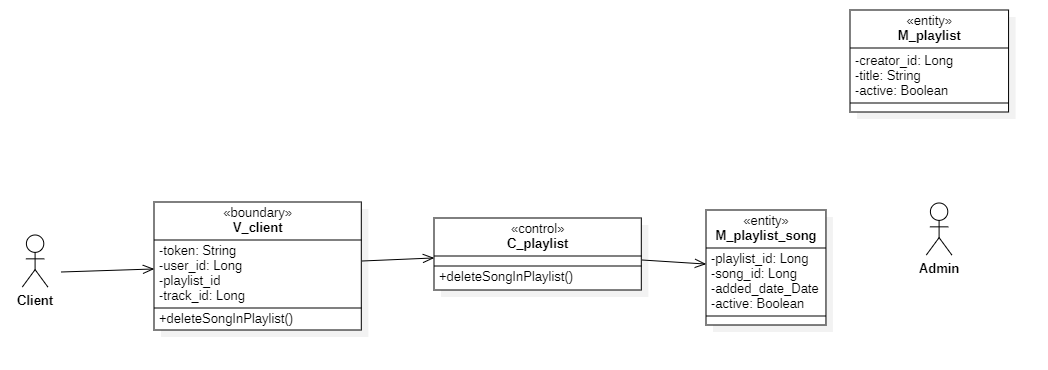 «entity»
M_playlist
-creator_id: Long
-title: String
-active: Boolean
«boundary»
V_client
-token: String
-user_id: Long
-playlist_id
-track_id: Long
+deleteSongInPlaylist()
Client
«control»
C_playlist
+deleteSongInPlaylist()
«entity»
M_playlist_song
-playlist_id: Long
-song_id: Long
-added_date_Date
-active: Boolean
Admin